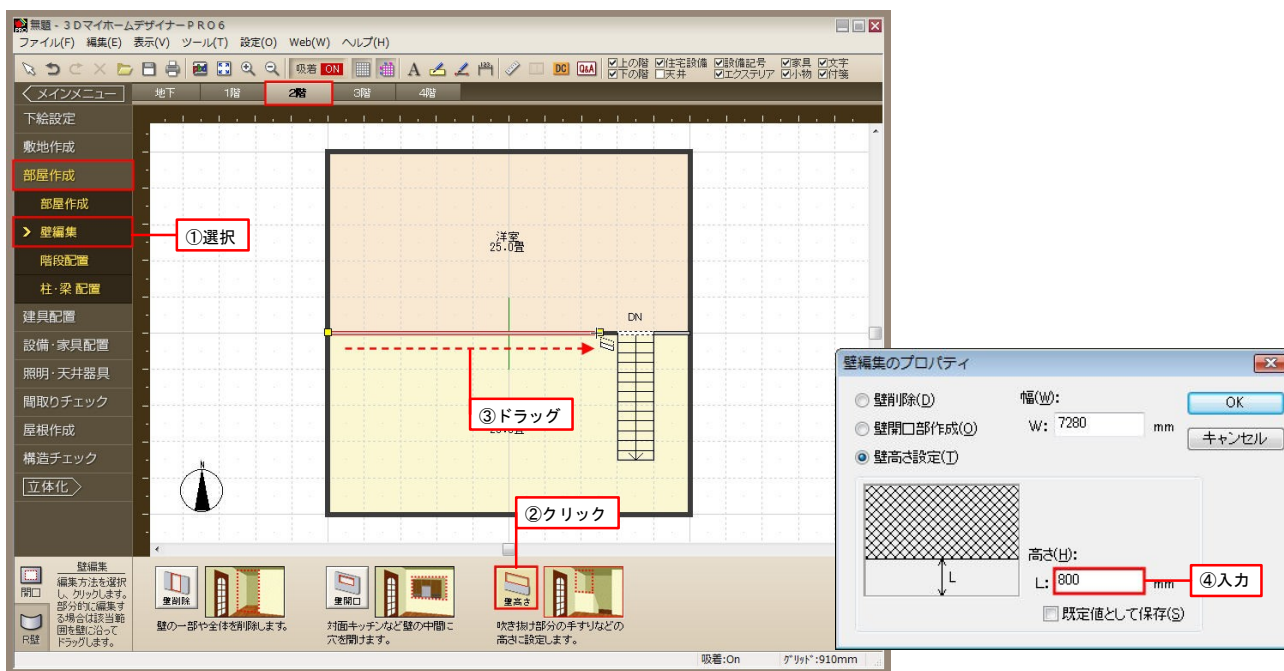 無題 - 3DマイホームデザイナーPRO6
ファイル(F) 編集(E) 表示(V) ツール(T) 設定(O) Web(W) ヘルプ(H)
吸着 ON DC Q&A 上の階 住宅設備 設備記号 家具 文字
下の階 天井 エクステリア 小物 付箋
メインメニュー 地下 1階 2階 3階 4階
下絵設定
敷地作成
部屋作成
部屋作成
壁編集
階段配置
柱・梁 配置
建具配置
設備・家具配置
照明・天井器具
間取りチェック
屋根作成
構造チェック
立体化
①選択
洋室
25.0畳
DN
③ドラッグ
N
②クリック
壁編集のプロパティ
壁削除(D)
壁開口部作成(O)
壁高さ設定(T)
幅(W):
W: 7280 mm
OK
キャンセル
L
高さ(H):
L: 800 mm
④入力
既定値として保存(S)
開口
R壁
壁編集
編集方法を選択
し、クリックします。
部分的に編集す
る場合は該当範
囲を壁に沿って
ドラッグします。
壁削除
壁の一部や全体を削除します。
壁開口
対面キッチンなど壁の中間に
穴を開けます。
壁高さ
吹き抜け部分の手すりなどの
高さに設定します。
吸着:On グリッド:910mm